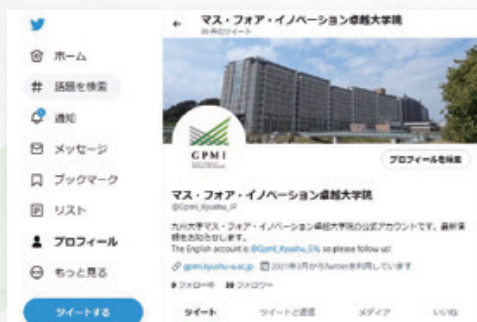 マス・フォア・イノベーション卓越大学院
ホーム
# 話題を検索
通知
メッセージ
ブックマーク
リスト
プロフィール
もっと見る
ツイートする
GPMI
プロフィールを編集
マス・フォア・イノベーション卓越大学院
@Gpmi_Kyushu_JP
九州大学マス・フォア・イノベーション卓越大学院の公式アカウントです。最新情
報をお知らせします。
The English account is @Gpmi_Kyushu_EN, so please follow us!
gpmi.kyushu-u.ac.jp 2021年3月からTwitterを利用しています
フォロー中 フォロワー
ツイート ツイートと返信 メディア いいね